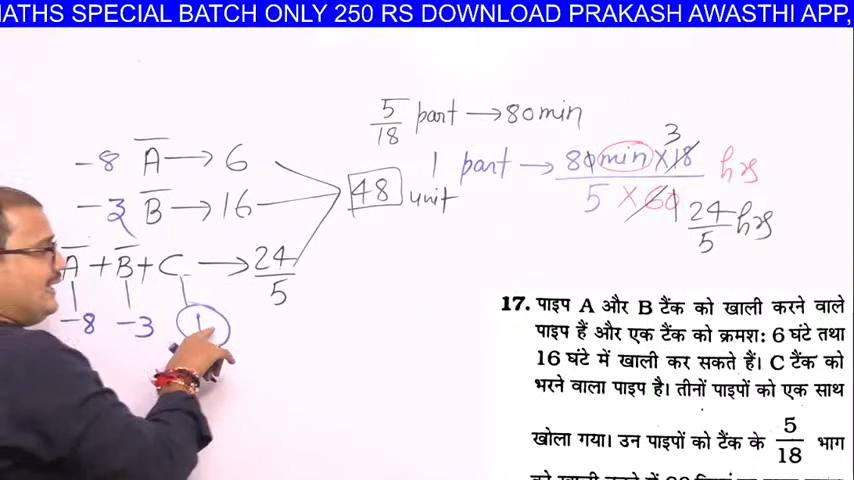 MATHS SPECIAL BATCH ONLY 250 RS DOWNLOAD PRAKASH AWASTHI APP,
5/18 part → 80 min
1 part → 80 min × 18 / 5 × 60 hrs
3
24/5 hrs
-8 A → 6
-3 B → 16
48 unit
A + B + C → 24/5
-8 -3 1
17. पाइप A और B टैंक को खाली करने वाले
पाइप हैं और एक टैंक को क्रमश: 6 घंटे तथा
16 घंटे में खाली कर सकते हैं। C टैंक को
भरने वाला पाइप है। तीनों पाइपों को एक साथ
खोला गया। उन पाइपों को टैंक के 5/18 भाग